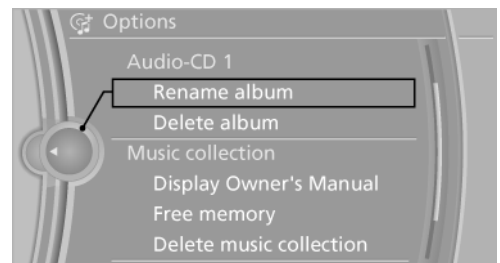 Options
Audio-CD 1
Rename album
Delete album
Music collection
Display Owner's Manual
Free memory
Delete music collection